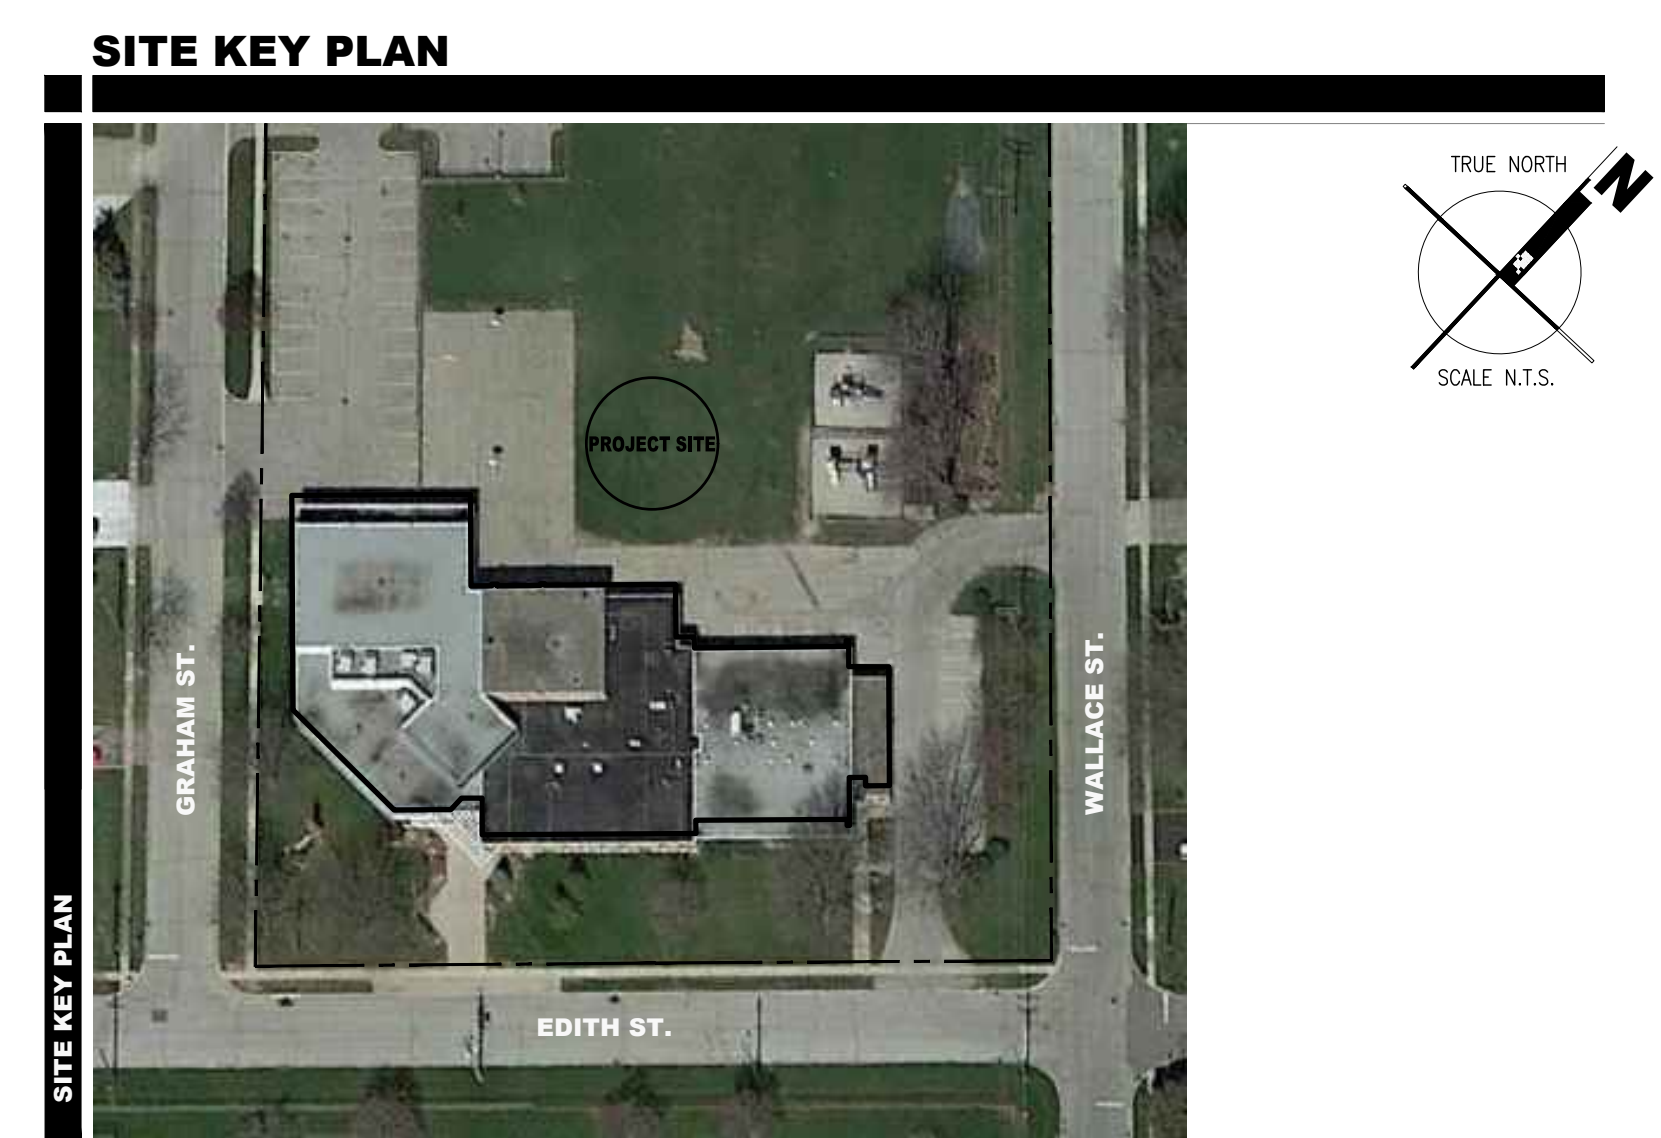 SITE KEY PLAN
TRUE NORTH
N
SCALE N.T.S.
PROJECT SITE
GRAHAM ST.
WALLACE ST.
EDITH ST.
SITE KEY PLAN